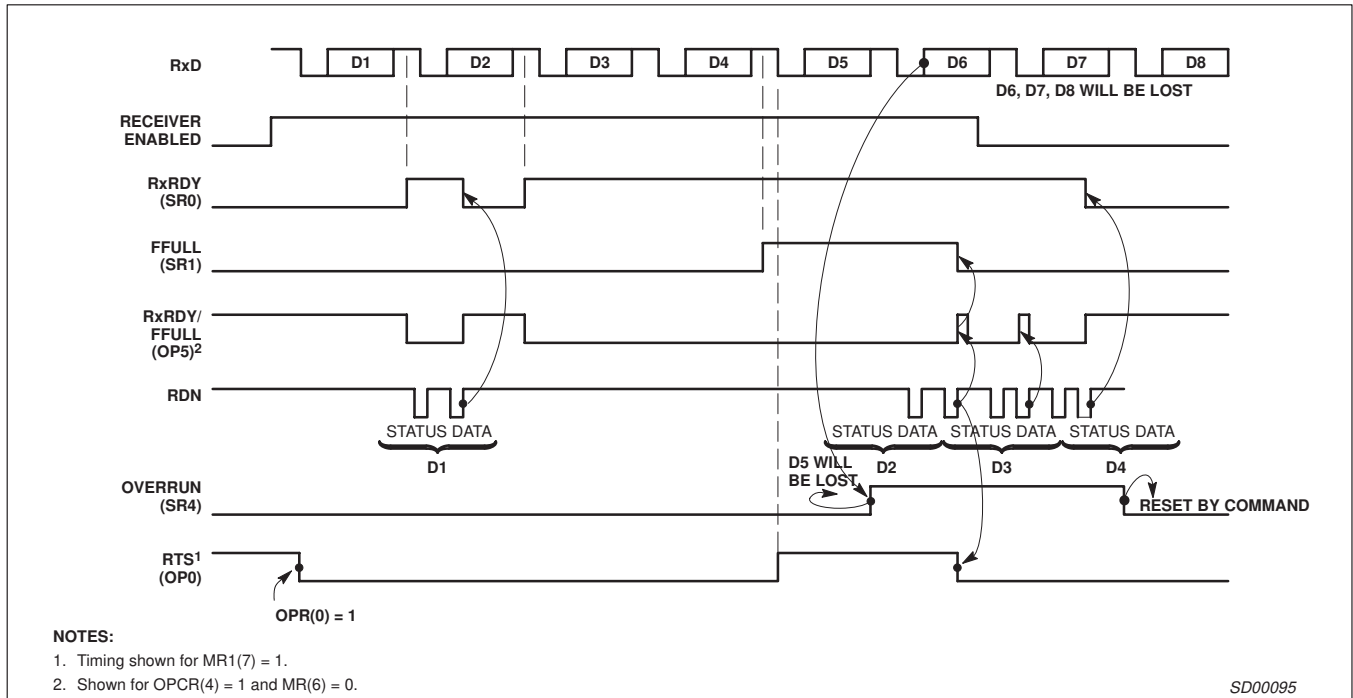 RxD
D1 D2 D3 D4 D5 D6 D7 D8
D6, D7, D8 WILL BE LOST
RECEIVER
ENABLED
RxRDY
(SR0)
FFULL
(SR1)
RxRDY/
FFULL
(OP5)2
RDN
STATUS DATA STATUS DATA STATUS DATA STATUS DATA
D1 D2 D3 D4
D5 WILL
BE LOST
OVERRUN
(SR4)
RESET BY COMMAND
RTS1
(OP0)
OPR(0) = 1
NOTES:
1. Timing shown for MR1(7) = 1.
2. Shown for OPCR(4) = 1 and MR(6) = 0.
SD00095